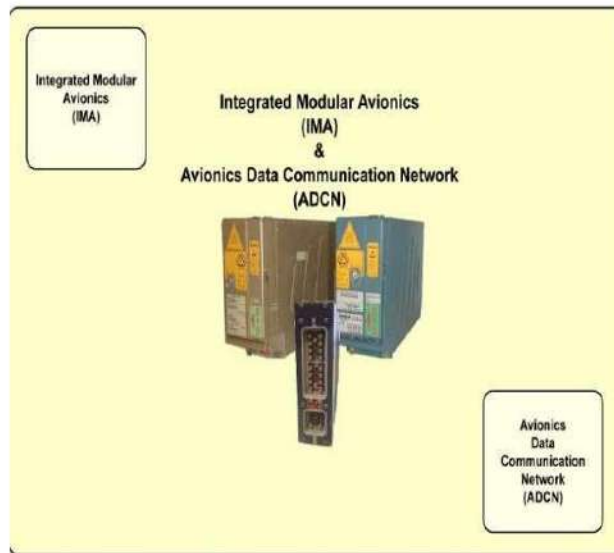 Integrated Modular
Avionics
(IMA)
Integrated Modular Avionics
(IMA)
&
Avionics Data Communication Network
(ADCN)
Avionics
Data
Communication
Network
(ADCN)